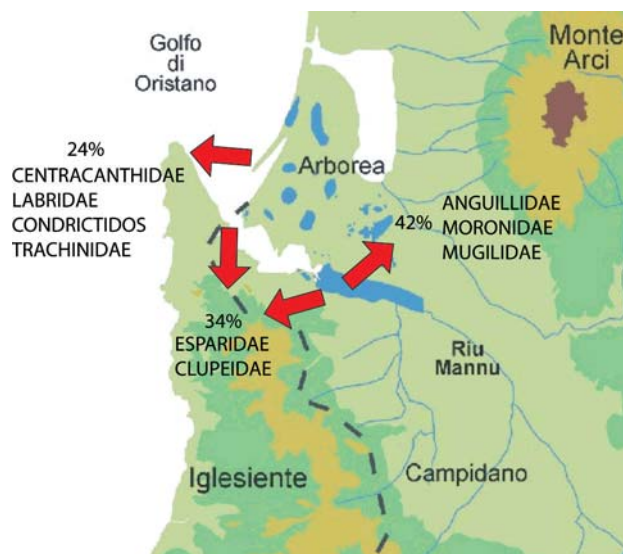 Golfo
di
Oristano
Monte
Arci
24%
CENTRACANTHIDAE
LABRIDAE
CONDRICTIDOS
TRACHINIDAE
Arborea
42%
ANGUILLIDAE
MORONIDAE
MUGILIDAE
34%
ESPARIDAE
CLUPEIDAE
Riu
Mannu
Iglesiente
Campidano